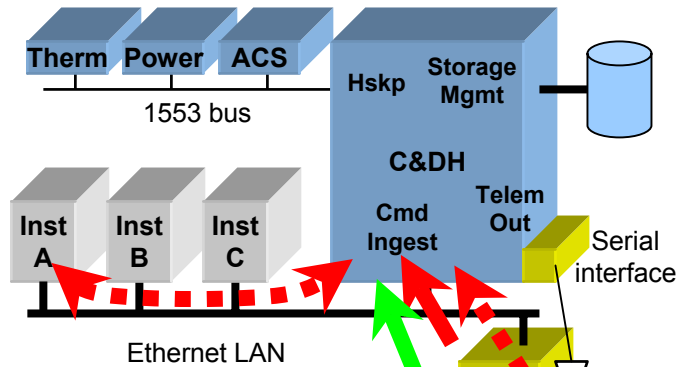 Therm
Power
ACS
Hskp
Storage
Mgmt
1553 bus
C&DH
Inst
A
Inst
B
Inst
C
Cmd
Ingest
Telem
Out
Serial
interface
Ethernet LAN